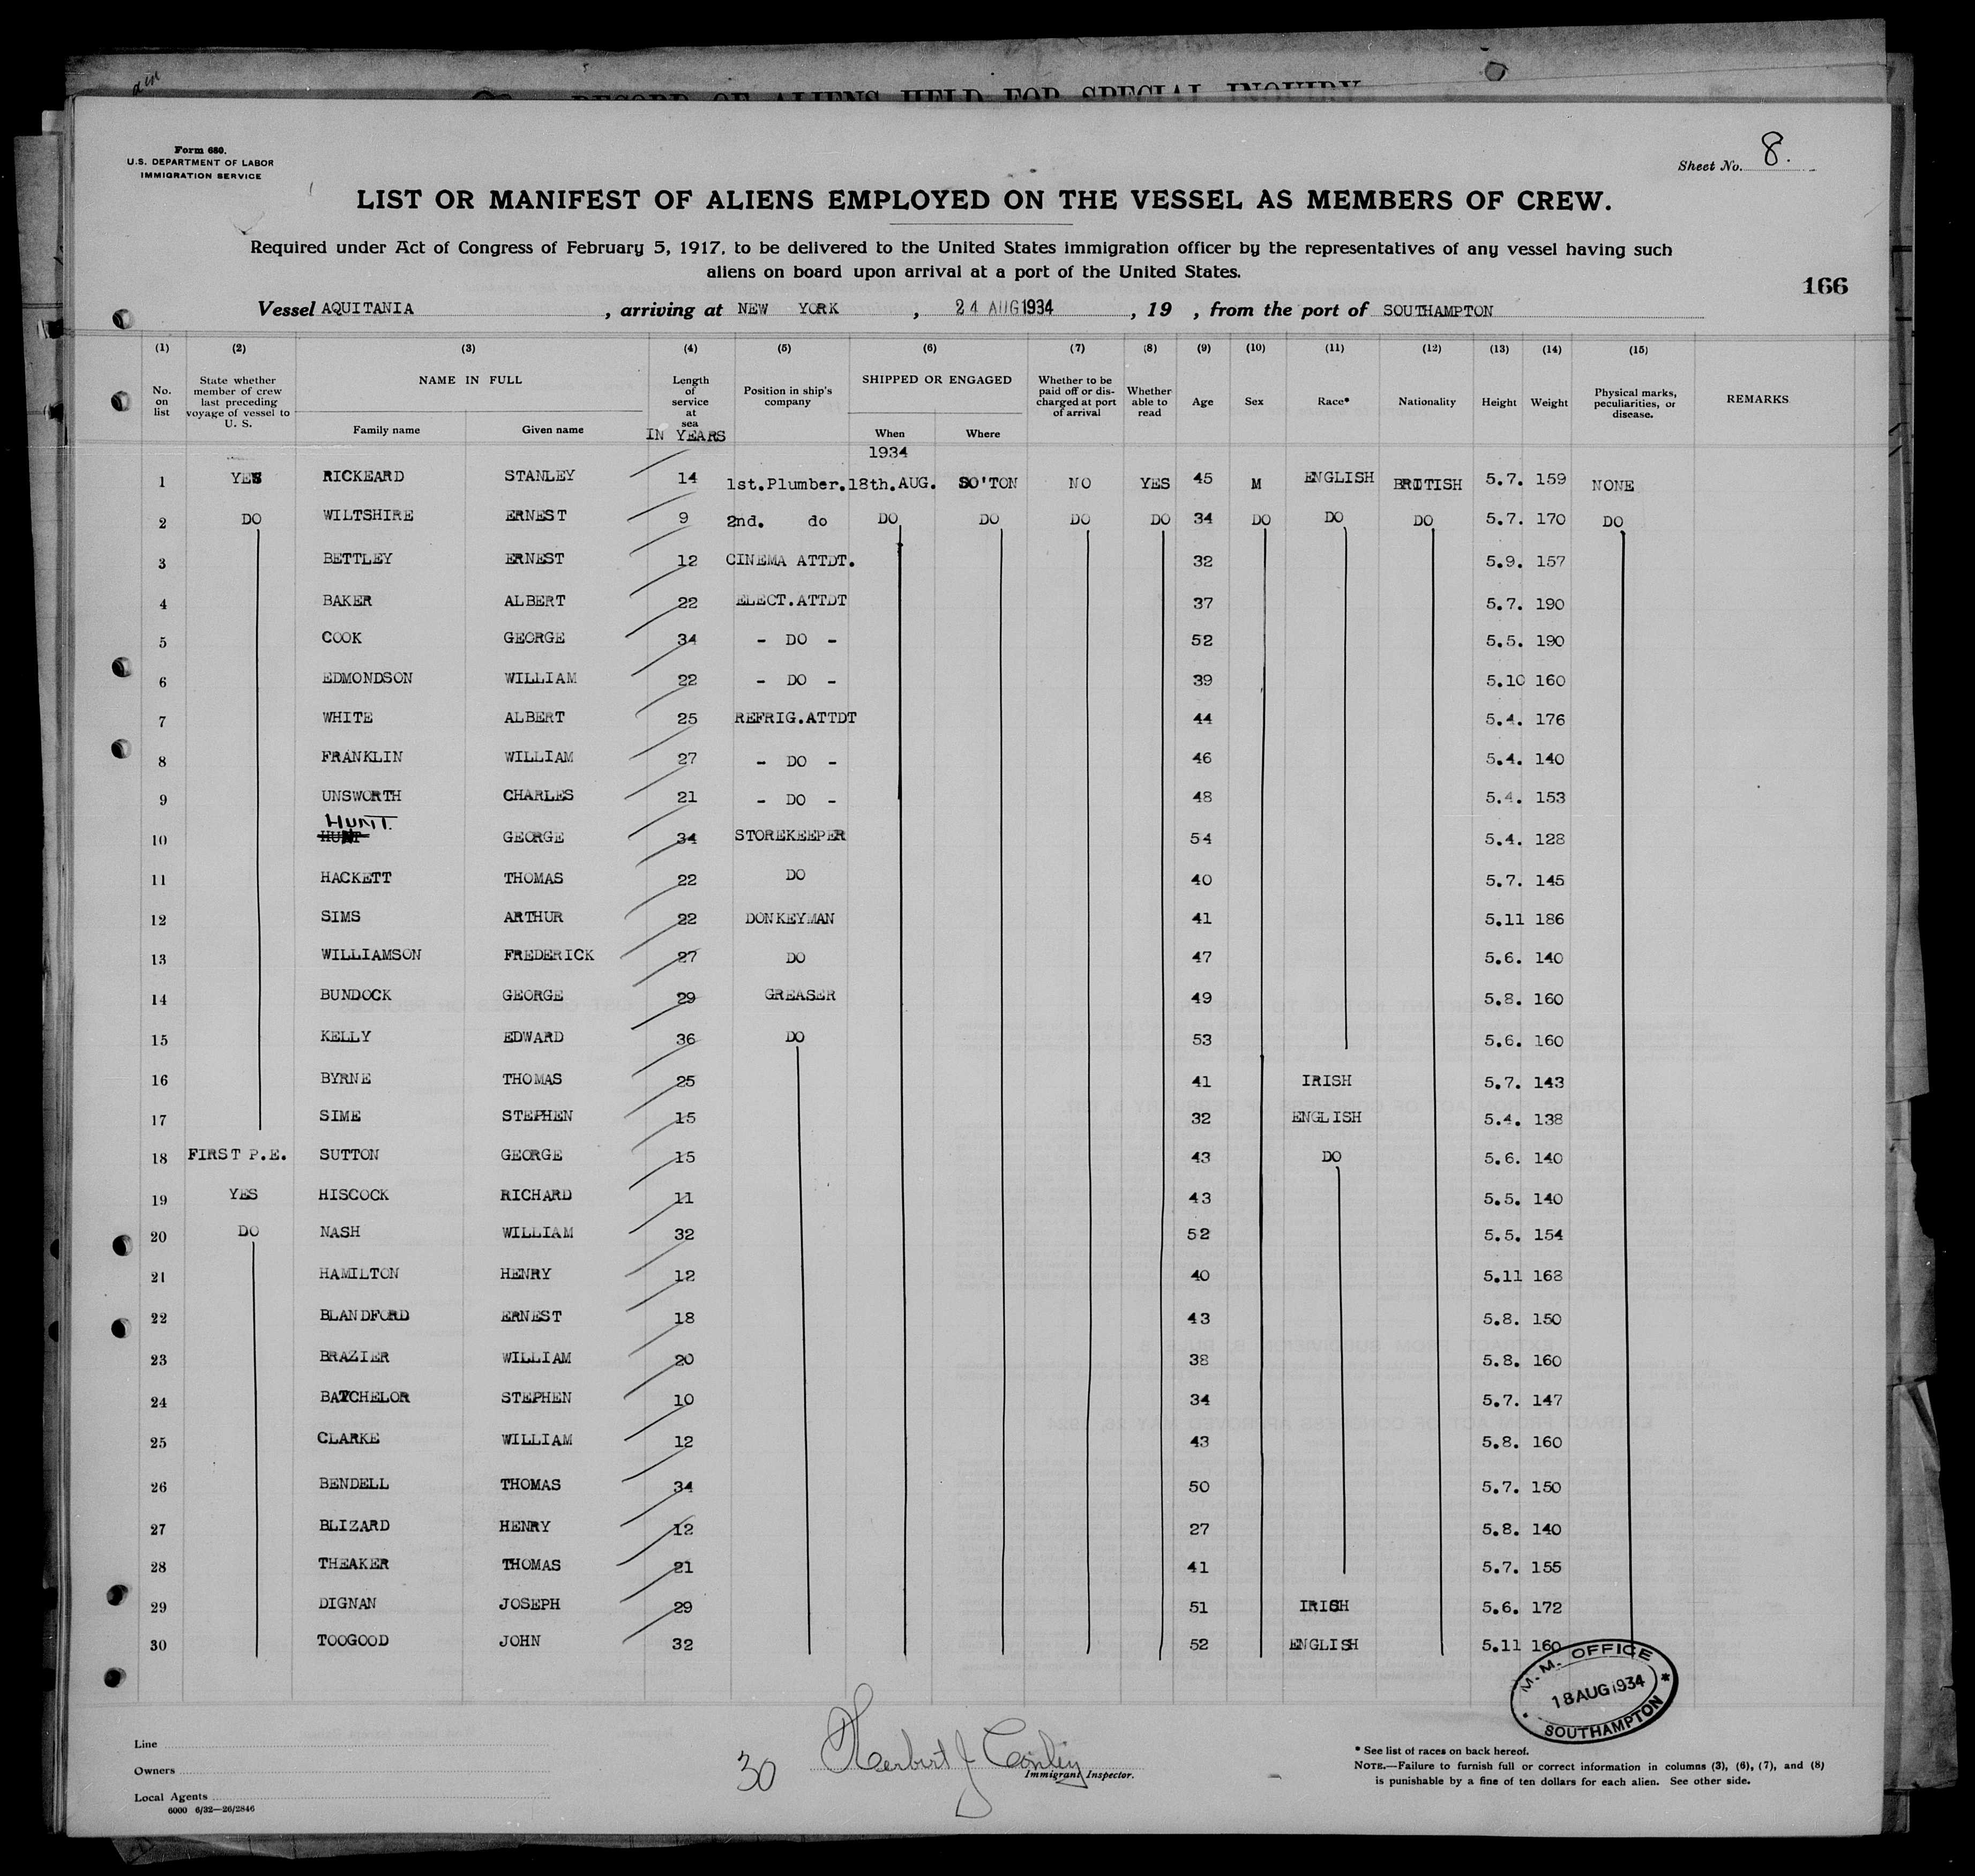 RECORD OF ALIENS HELD FOR SPECIAL INQUIRY
Form 680.
U.S. DEPARTMENT OF LABOR
IMMIGRATION SERVICE
Sheet No. 8.
LIST OR MANIFEST OF ALIENS EMPLOYED ON THE VESSEL AS MEMBERS OF CREW.
Required under Act of Congress of February 5, 1917, to be delivered to the United States immigration officer by the representatives of any vessel having such
aliens on board upon arrival at a port of the United States.
166
Vessel AQUITANIA , arriving at NEW YORK , 24 AUG 1934 , 19 , from the port of SOUTHAMPTON
(1) (2) (3) (4) (5) (6) (7) (8) (9) (10) (11) (12) (13) (14) (15)
No. on list
State whether member of crew last preceding voyage of vessel to U. S.
NAME IN FULL
Family name Given name
Length of service at sea
IN YEARS
Position in ship's company
SHIPPED OR ENGAGED
When Where
Whether to be paid off or discharged at port of arrival
Whether able to read
Age
Sex
Race*
Nationality
Height
Weight
Physical marks, peculiarities, or disease.
REMARKS
1934
1 YES RICKEARD STANLEY 14 1st.Plumber. 18th.AUG. SO'TON NO YES 45 M ENGLISH BRITISH 5.7. 159 NONE
2 DO WILTSHIRE ERNEST 9 2nd. do DO DO DO DO 34 DO DO DO 5.7. 170 DO
3 BETTLEY ERNEST 12 CINEMA ATTDT. 32 5.9. 157
4 BAKER ALBERT 22 ELECT.ATTDT 37 5.7. 190
5 COOK GEORGE 34 - DO - 52 5.5. 190
6 EDMONDSON WILLIAM 22 - DO - 39 5.10 160
7 WHITE ALBERT 25 REFRIG.ATTDT 44 5.4. 176
8 FRANKLIN WILLIAM 27 - DO - 46 5.4. 140
9 UNSWORTH CHARLES 21 - DO - 48 5.4. 153
HUNT.
10 HUNT GEORGE 34 STOREKEEPER 54 5.4. 128
11 HACKETT THOMAS 22 DO 40 5.7. 145
12 SIMS ARTHUR 22 DONKEYMAN 41 5.11 186
13 WILLIAMSON FREDERICK 27 DO 47 5.6. 140
14 BUNDOCK GEORGE 29 GREASER 49 5.8. 160
15 KELLY EDWARD 36 DO 53 5.6. 160
16 BYRNE THOMAS 25 41 IRISH 5.7. 143
17 SIME STEPHEN 15 32 ENGLISH 5.4. 138
18 FIRST P.E. SUTTON GEORGE 15 43 DO 5.6. 140
19 YES HISCOCK RICHARD 11 43 5.5. 140
20 DO NASH WILLIAM 32 52 5.5. 154
21 HAMILTON HENRY 12 40 5.11 168
22 BLANDFORD ERNEST 18 43 5.8. 150
23 BRAZIER WILLIAM 20 38 5.8. 160
24 BATCHELOR STEPHEN 10 34 5.7. 147
25 CLARKE WILLIAM 12 43 5.8. 160
26 BENDELL THOMAS 34 50 5.7. 150
27 BLIZARD HENRY 12 27 5.8. 140
28 THEAKER THOMAS 21 41 5.7. 155
29 DIGNAN JOSEPH 29 51 IRISH 5.6. 172
30 TOOGOOD JOHN 32 52 ENGLISH 5.11 160
M.M. OFFICE
18 AUG 1934
SOUTHAMPTON
Line
Owners
Local Agents
6000 6/32—26/2846
30
Herbert J Conley
Immigrant Inspector.
* See list of races on back hereof.
NOTE.—Failure to furnish full or correct information in columns (3), (6), (7), and (8)
is punishable by a fine of ten dollars for each alien. See other side.